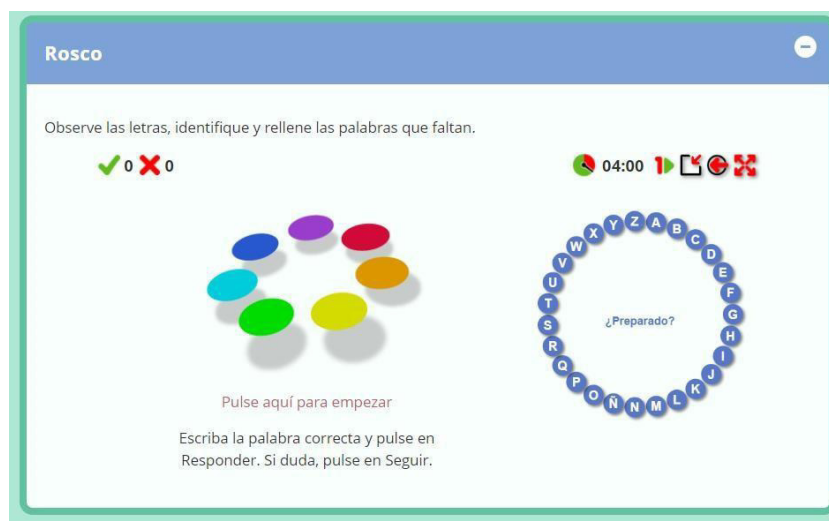 Rosco
Observe las letras, identifique y rellene las palabras que faltan.
0 0
04:00 1
Z A B C D E F G H I J K L M N Ñ O P Q R S T U V W X Y
¿Preparado?
Pulse aquí para empezar
Escriba la palabra correcta y pulse en
Responder. Si duda, pulse en Seguir.